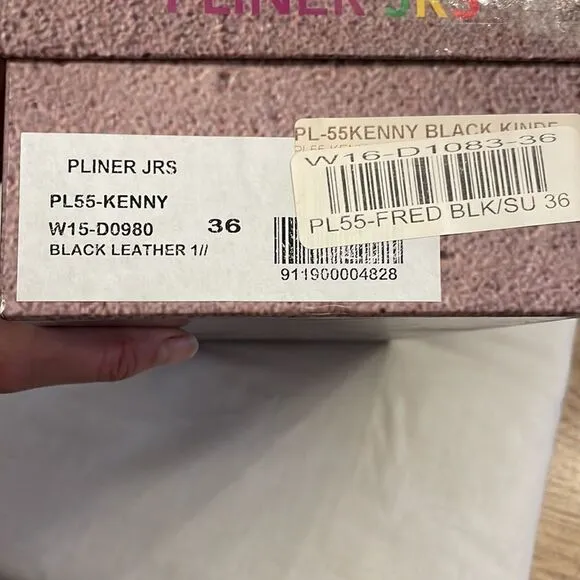 PLINER JRS
PLINER JRS
PL55-KENNY
W15-D0980 36
BLACK LEATHER 1//
911900004828
PL-55KENNY BLACK
W16-D1083-36
PL55-FRED BLK/SU 36